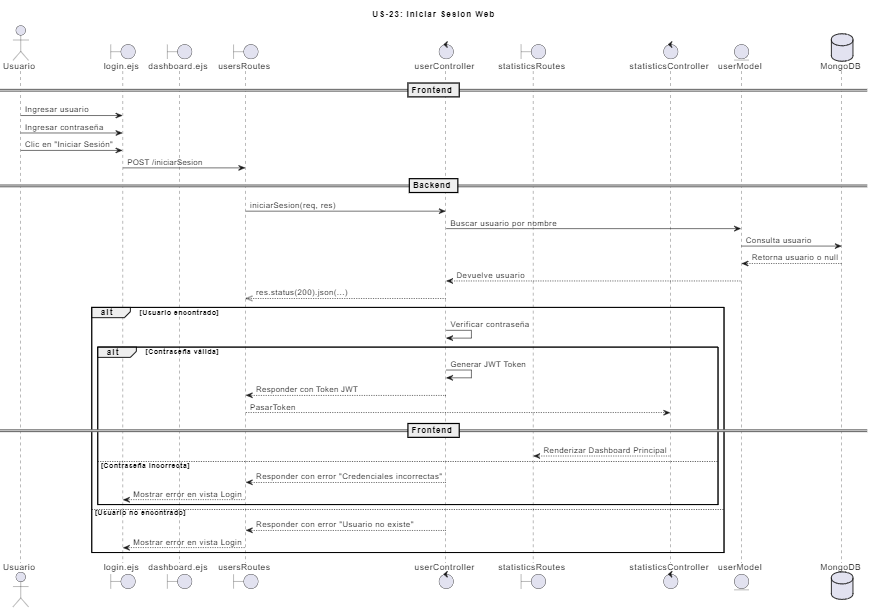 US-23: Iniciar Sesion Web
Usuario login.ejs dashboard.ejs usersRoutes userController statisticsRoutes statisticsController userModel MongoDB
Frontend
Ingresar usuario
Ingresar contraseña
Clic en "Iniciar Sesión"
POST /iniciarSesion
Backend
iniciarSesion(req, res)
Buscar usuario por nombre
Consulta usuario
Retorna usuario o null
Devuelve usuario
res.status(200).json(...)
alt [Usuario encontrado]
Verificar contraseña
alt [Contraseña válida]
Generar JWT Token
Responder con Token JWT
PasarToken
Frontend
Renderizar Dashboard Principal
[Contraseña Incorrecta]
Responder con error "Credenciales incorrectas"
Mostrar error en vista Login
[Usuario no encontrado]
Responder con error "Usuario no existe"
Mostrar error en vista Login
Usuario login.ejs dashboard.ejs usersRoutes userController statisticsRoutes statisticsController userModel MongoDB